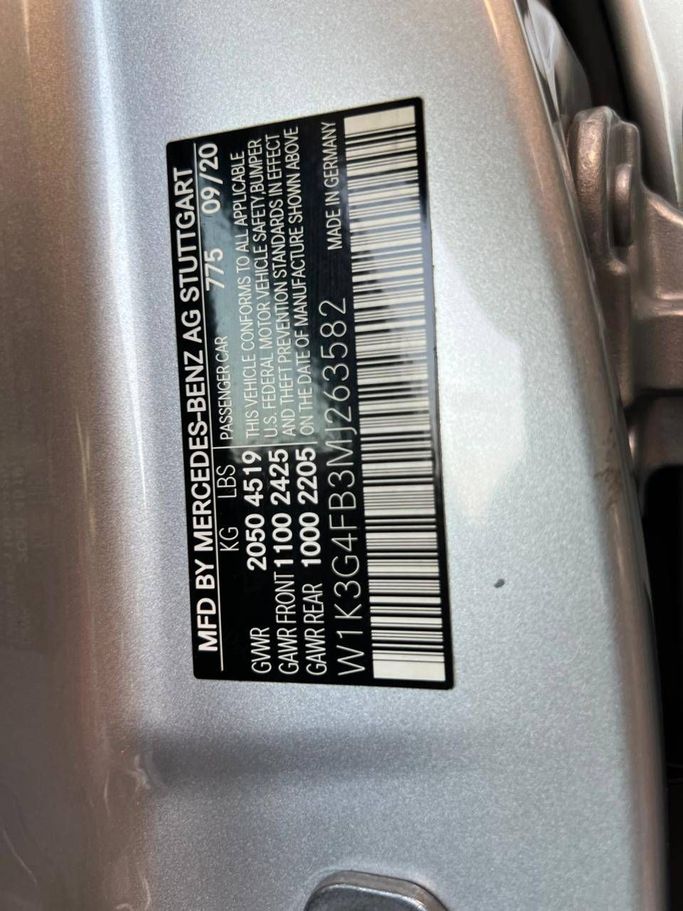 MFD BY MERCEDES-BENZ AG STUTTGART
KG LBS PASSENGER CAR 775 09/20
GVWR 2050 4519 THIS VEHICLE CONFORMS TO ALL APPLICABLE
U.S. FEDERAL MOTOR VEHICLE SAFETY,BUMPER
GAWR FRONT 1100 2425 AND THEFT PREVENTION STANDARDS IN EFFECT
GAWR REAR 1000 2205 ON THE DATE OF MANUFACTURE SHOWN ABOVE
W1K3G4FB3MJ263582 MADE IN GERMANY